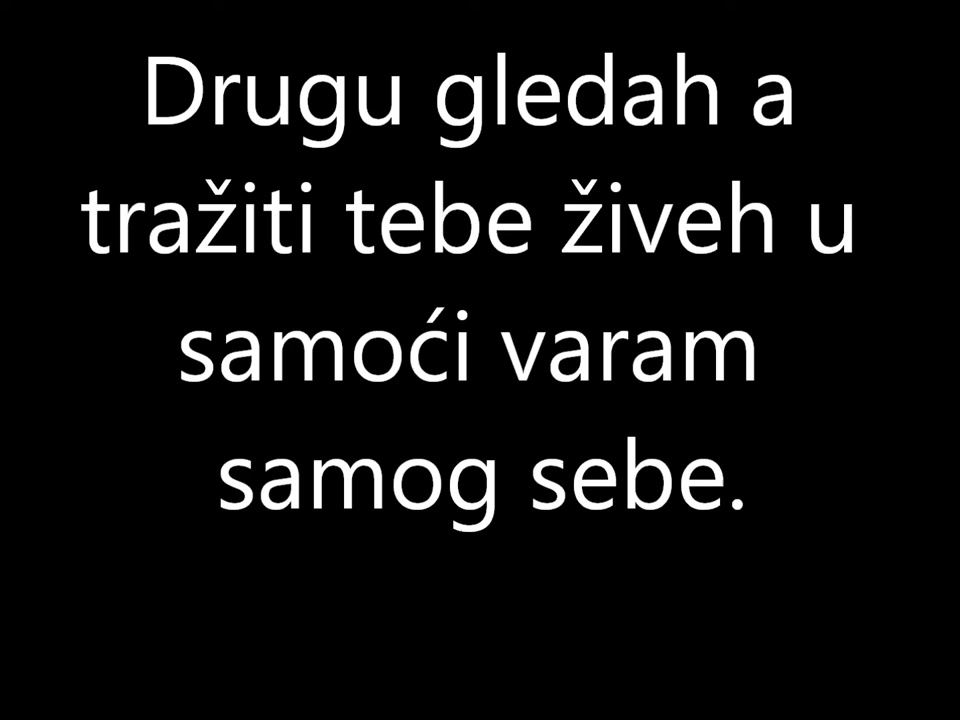 Drugu gledah a
tražiti tebe živeh u
samoći varam
samog sebe.